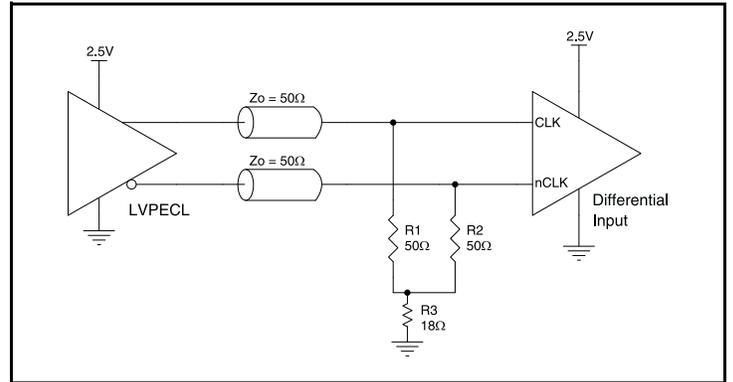 2.5V
2.5V
Zo = 50Ω
CLK
Zo = 50Ω
nCLK
LVPECL
Differential
Input
R1
50Ω
R2
50Ω
R3
18Ω